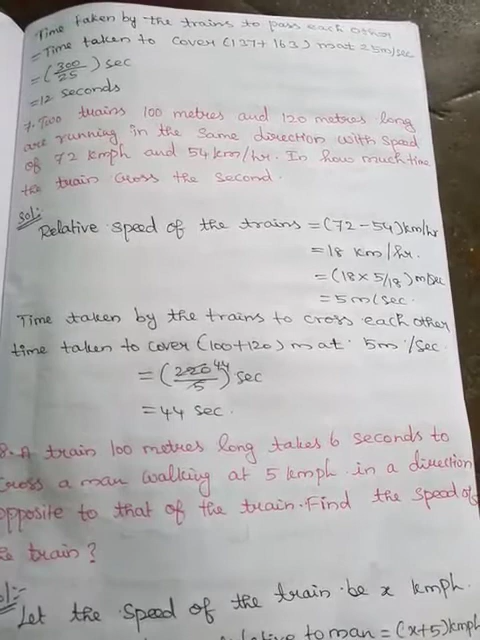 Time taken by the trains to pass each other
= Time taken to cover (137+163) m at 25m/sec
= (300/25) sec
= 12 seconds
7. Two trains 100 metres and 120 metres long
are running in the same direction with speed
of 72 kmph and 54 km/hr. In how much time
the train cross the second.
Sol:
Relative speed of the trains = (72-54)km/hr
= 18 km/hr.
= (18 x 5/18) m/sec
= 5m/sec.
Time taken by the trains to cross each other
time taken to cover (100+120) m at 5m/sec.
= (220/5) 44 sec
= 44 sec.
8. A train 100 metres long takes 6 seconds to
cross a man walking at 5 kmph in a direction
opposite to that of the train. Find the speed of
train?
Let the speed of the train be x kmph.
to man = (x+5)kmph